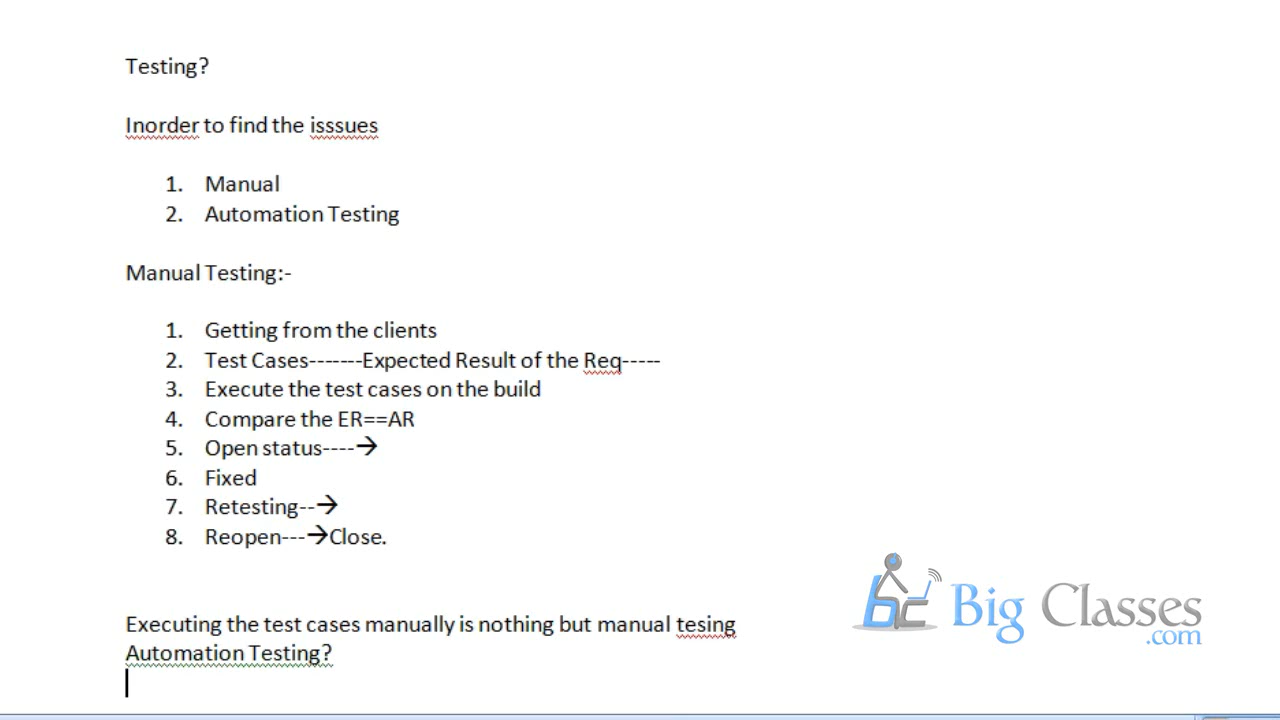 Testing?
Inorder to find the isssues
1. Manual
2. Automation Testing
Manual Testing:-
1. Getting from the clients
2. Test Cases-------Expected Result of the Req-----
3. Execute the test cases on the build
4. Compare the ER==AR
5. Open status----→
6. Fixed
7. Retesting--→
8. Reopen---→Close.
Executing the test cases manually is nothing but manual tesing
Automation Testing?
bc Big Classes
.com